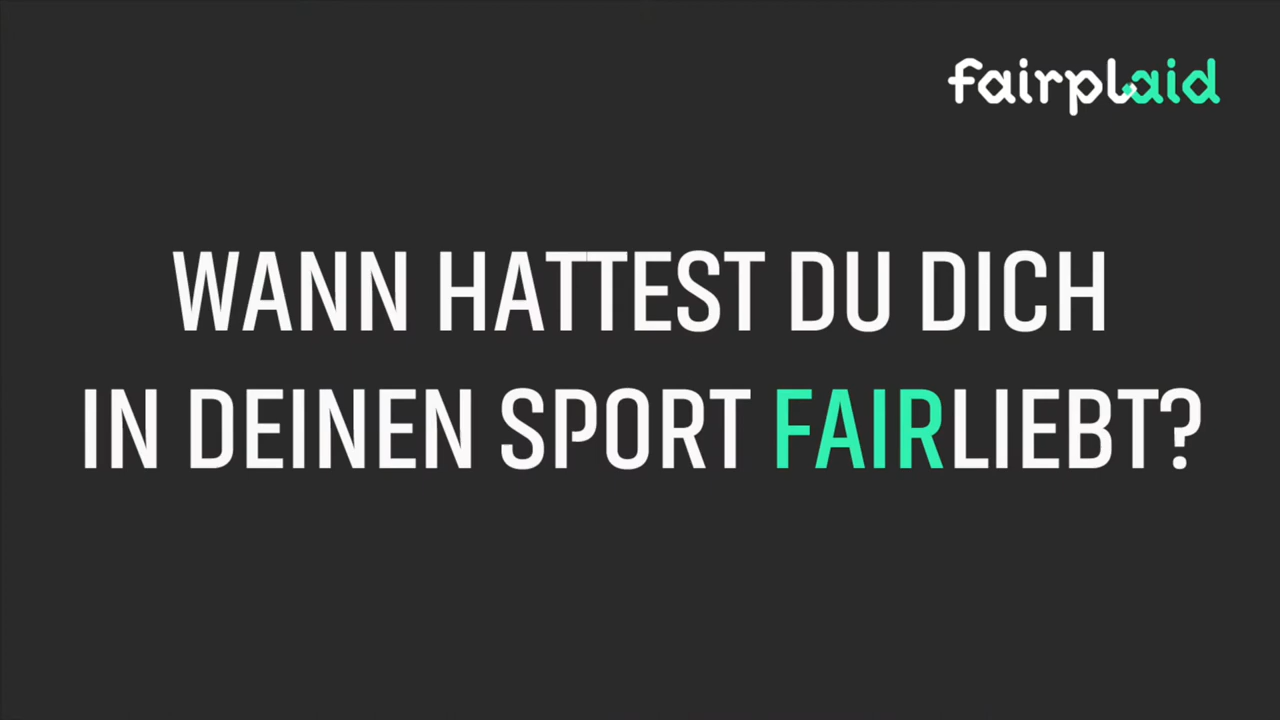 fairplaid
WANN HATTEST DU DICH
IN DEINEN SPORT FAIRLIEBT?